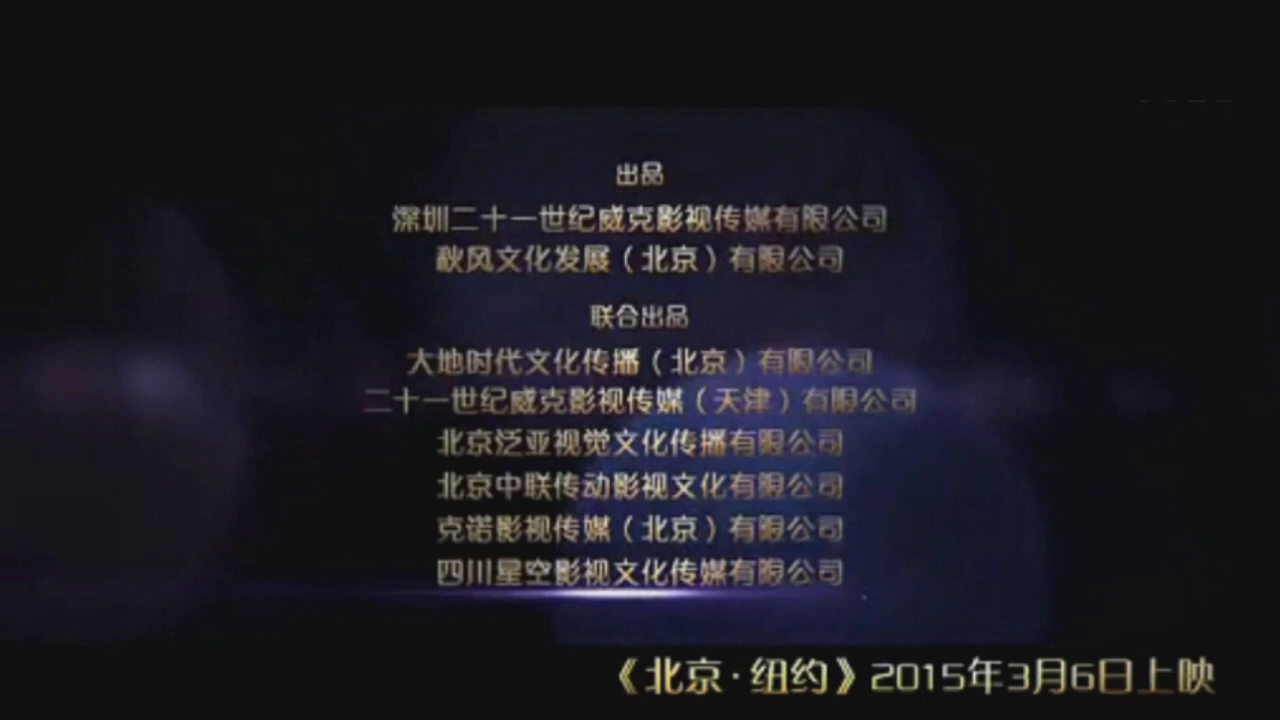 出品
深圳二十一世纪威克影视传媒有限公司
秋风文化发展（北京）有限公司
联合出品
大地时代文化传播（北京）有限公司
二十一世纪威克影视传媒（天津）有限公司
北京泛亚视觉文化传播有限公司
北京中联传动影视文化有限公司
克诺影视传媒（北京）有限公司
四川星空影视文化传媒有限公司
《北京·纽约》2015年3月6日上映